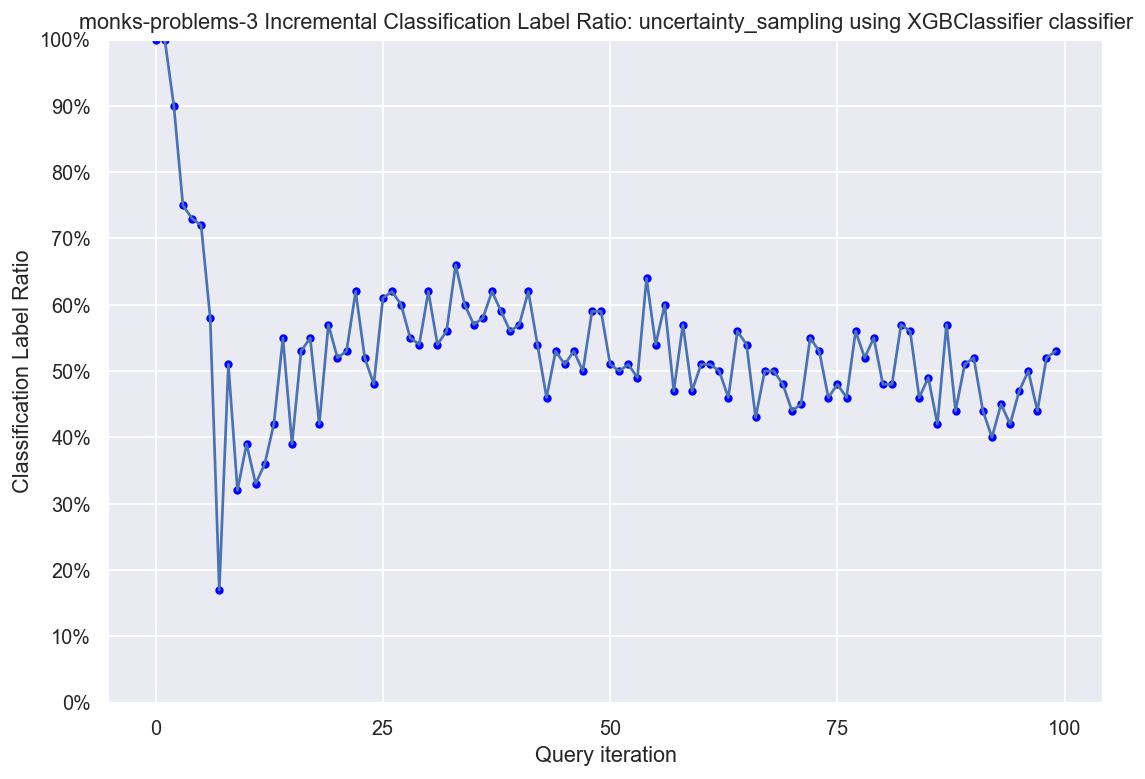 monks-problems-3 Incremental Classification Label Ratio: uncertainty_sampling using XGBClassifier classifier
100%
90%
80%
70%
60%
50%
40%
30%
20%
10%
0%
Classification Label Ratio
0 25 50 75 100
Query iteration